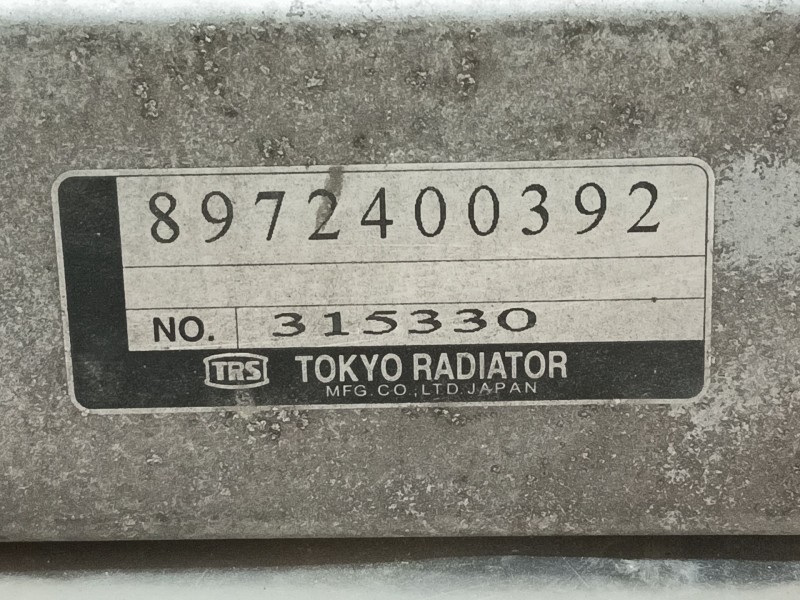 8972400392
NO. 315330
TRS TOKYO RADIATOR
MFG.CO.,LTD.JAPAN